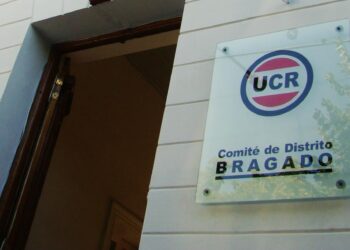 UCR
Comité de Distrito
BRAGADO